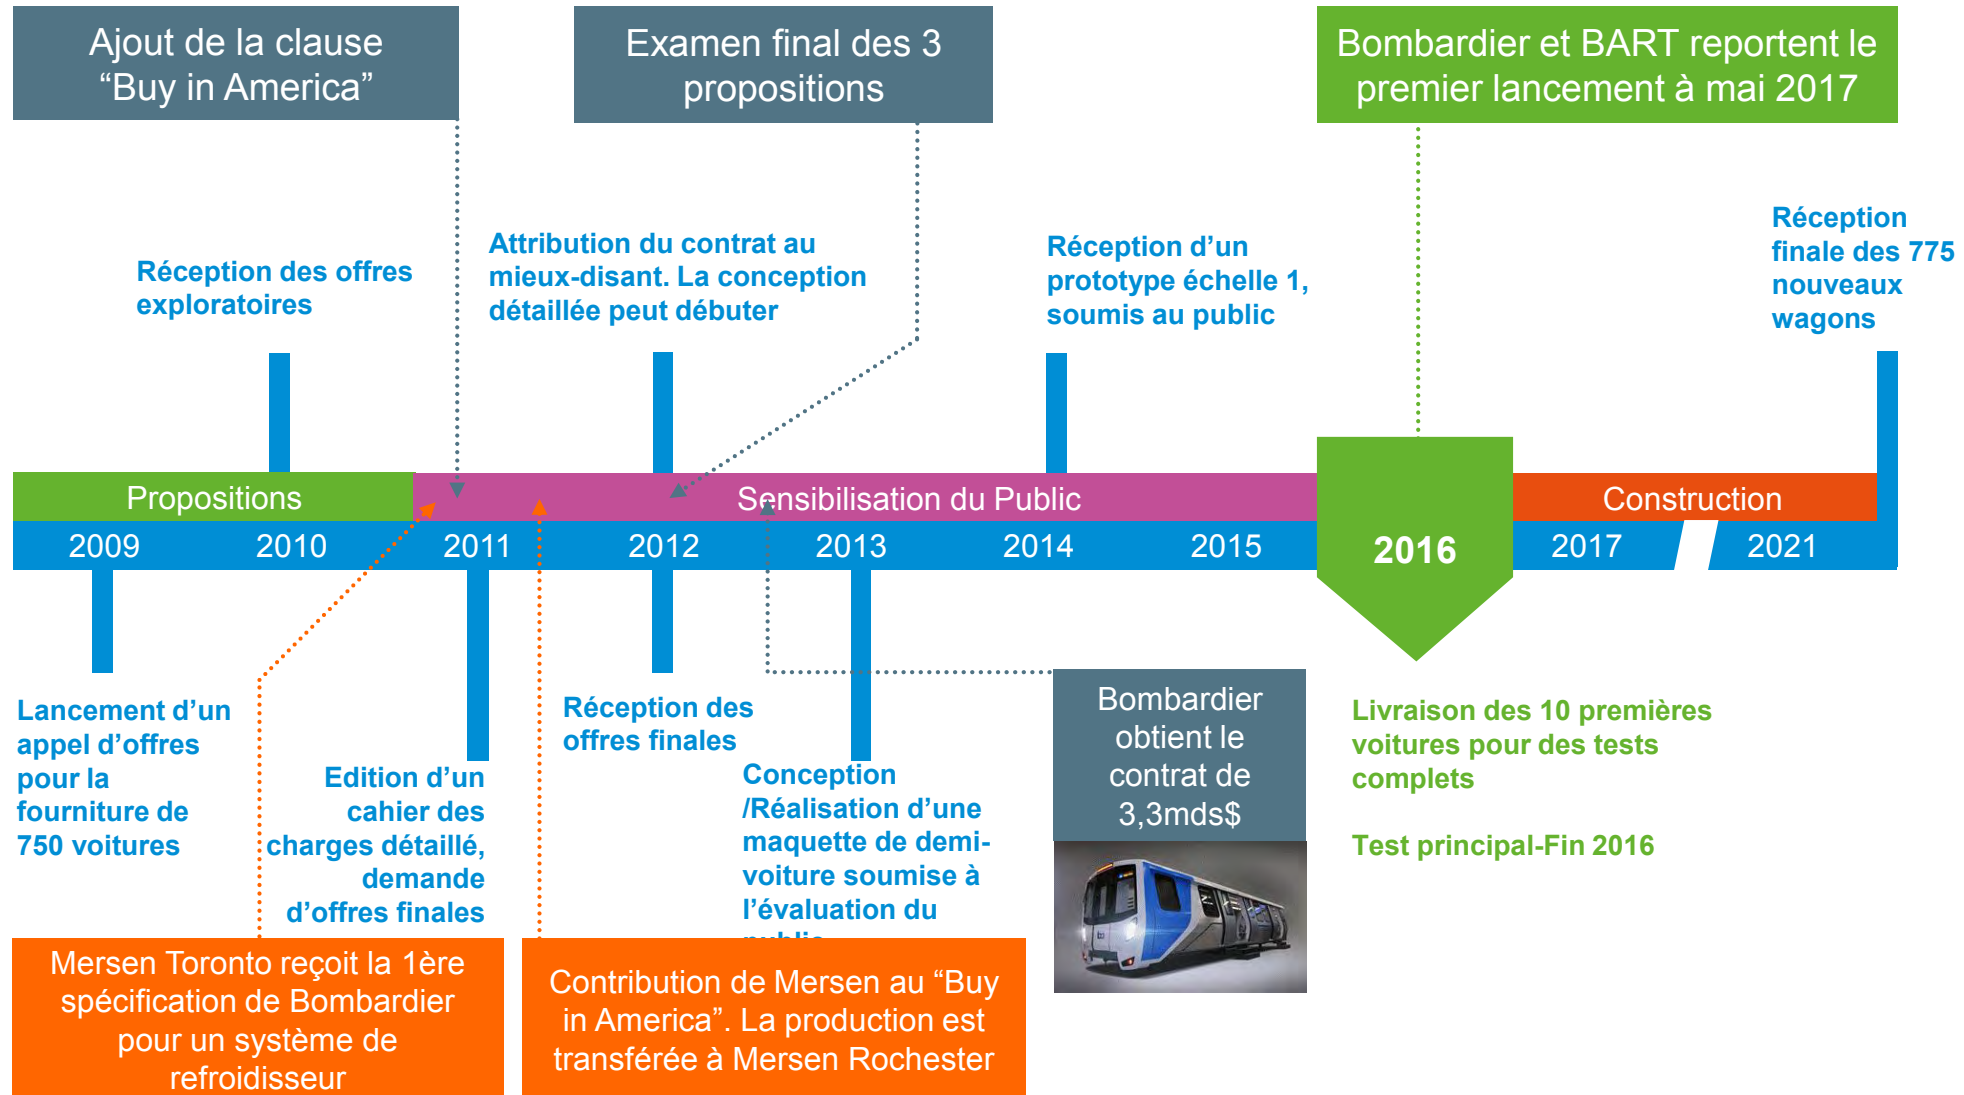 Ajout de la clause
“Buy in America”
Examen final des 3
propositions
Bombardier et BART reportent le
premier lancement à mai 2017
Réception des offres
exploratoires
Attribution du contrat au
mieux-disant. La conception
détaillée peut débuter
Réception d’un
prototype échelle 1,
soumis au public
Réception
finale des 775
nouveaux
wagons
Propositions
Sensibilisation du Public
Construction
2009
2010
2011
2012
2013
2014
2015
2016
2017
2021
Lancement d’un
appel d’offres
pour la
fourniture de
750 voitures
Edition d’un
cahier des
charges détaillé,
demande
d’offres finales
Réception des
offres finales
Conception
/Réalisation d’une
maquette de demi-
voiture soumise à
l’évaluation du
public
Bombardier
obtient le
contrat de
3,3mds$
Livraison des 10 premières
voitures pour des tests
complets
Test principal-Fin 2016
Mersen Toronto reçoit la 1ère
spécification de Bombardier
pour un système de
refroidisseur
Contribution de Mersen au “Buy
in America”. La production est
transférée à Mersen Rochester